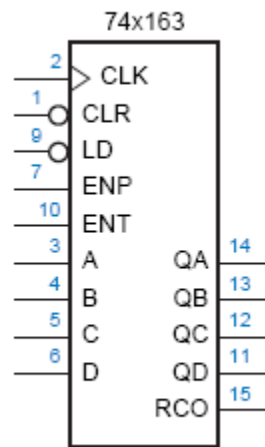 74x163
2 CLK
1 CLR
9 LD
7 ENP
10 ENT
3 A QA 14
4 B QB 13
5 C QC 12
6 D QD 11
RCO 15